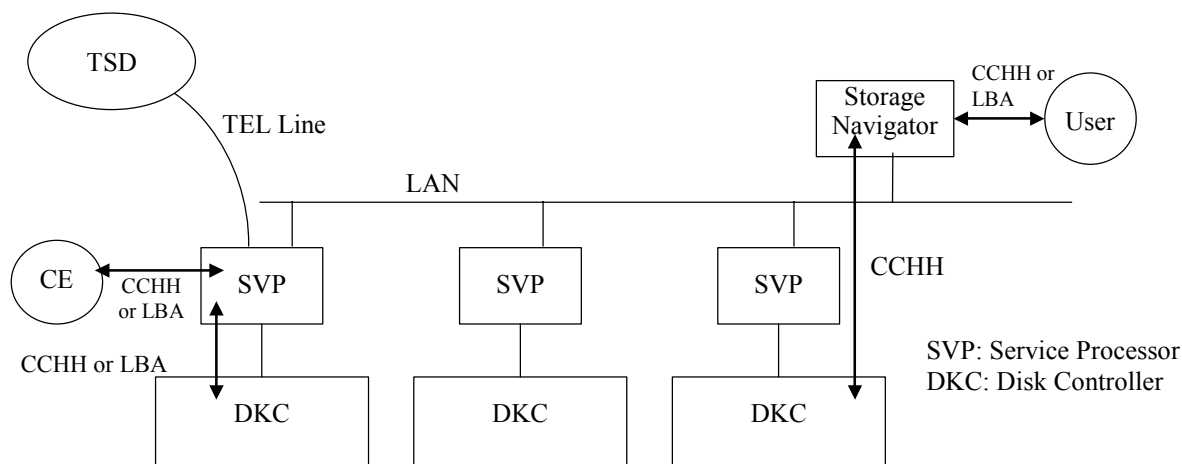 TSD
TEL Line
CCHH or
LBA
Storage
Navigator
User
LAN
CE
CCHH
or LBA
SVP
SVP
SVP
CCHH
CCHH or LBA
SVP: Service Processor
DKC: Disk Controller
DKC
DKC
DKC